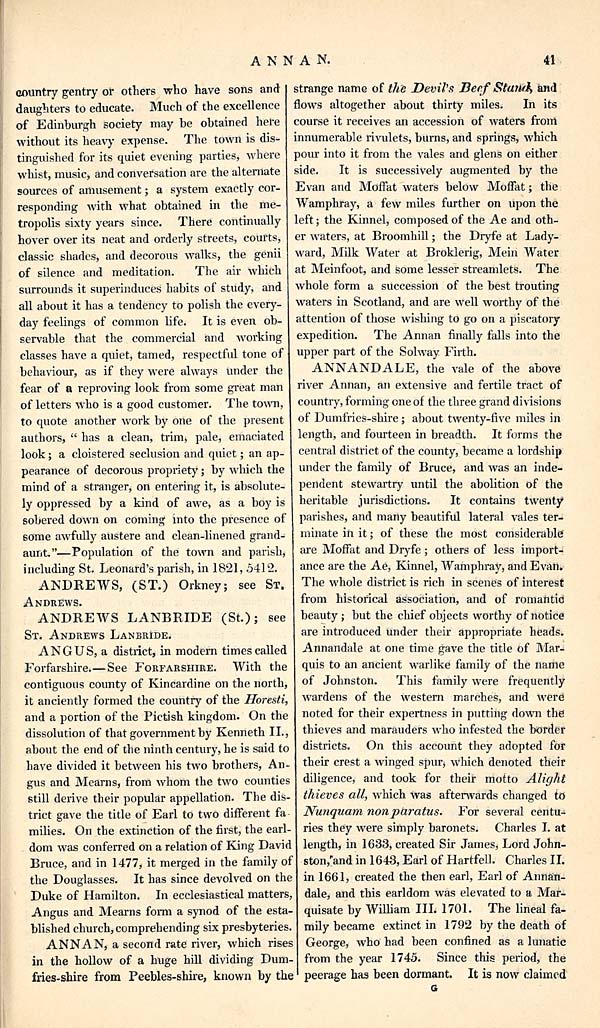 ANNAN.
41
country gentry or others who have sons and
daughters to educate. Much of the excellence
of Edinburgh society may be obtained here
without its heavy expense. The town is dis-
tinguished for its quiet evening parties, where
whist, music, and conversation are the alternate
sources of amusement; a system exactly cor-
responding with what obtained in the me-
tropolis sixty years since. There continually
hover over its neat and orderly streets, courts,
classic shades, and decorous walks, the genii
of silence and meditation. The air which
surrounds it superinduces habits of study, and
all about it has a tendency to polish the every-
day feelings of common life. It is even ob-
servable that the commercial and working
classes have a quiet, tamed, respectful tone of
behaviour, as if they were always under the
fear of a reproving look from some great man
of letters who is a good customer. The town,
to quote another work by one of the present
authors, “ has a clean, trim, pale, emaciated
look; a cloistered seclusion and quiet; an ap-
pearance of decorous propriety; by which the
mind of a stranger, on entering it, is absolute-
ly oppressed by a kind of awe, as a boy is
sobered down on coming into the presence of
some awfully austere and clean-linened grand-
aunt.”—Population of the town and parish,
including St. Leonard's parish, in 1821, 5412.
ANDREWS, (ST.) Orkney; see ST.
ANDREWS.
ANDREWS LANBRIDE (St.); see
ST. ANDREWS LANBRIDE.
ANGUS, a district, in modern times called
Forfarshire.—See FORFARSHIRE. With the
contiguous county of Kincardine on the north,
it anciently formed the country of the Horesti,
and a portion of the Pictish kingdom. On the
dissolution of that government by Kenneth II.,
about the end of the ninth century, he is said to
have divided it between his two brothers, An-
gus and Mearns, from whom the two counties
still derive their popular appellation. The dis-
trict gave the title of Earl to two different fa-
milies. On the extinction of the first, the earl-
dom was conferred on a relation of King David
Bruce, and in 1477, it merged in the family of
the Douglasses. It has since devolved on the
Duke of Hamilton. In ecclesiastical matters,
Angus and Mearns form a synod of the esta-
blished church, comprehending six presbyteries.
ANNAN, a second rate river, which rises
in the hollow of a huge hill dividing Dum-
fries-shire from Peebles-shire, known by the
strange name of the Devil's Beef Stand, and
flows altogether about thirty miles. In its
course it receives an accession of waters from
innumerable rivulets, burns, and springs, which
pour into it from the vales and glens on either
side. It is successively augmented by the
Evan and Moffat waters below Moffat; the
Wamphray, a few miles further on upon the
left; the Kinnel, composed of the Ae and oth-
er waters, at Broomhill; the Dryfe at Lady-
ward, Milk Water at Broklerig, Mein Water
at Meinfoot, and some lesser streamlets. The
whole form a succession of the best trouting
waters in Scotland, and are well worthy of the
attention of those wishing to go on a piscatory
expedition. The Annan finally falls into the
upper part of the Solway Firth.
ANNANDALE, the vale of the above
river Annan, an extensive and fertile tract of
country, forming one of the three grand divisions
of Dumfries-shire; about twenty-five miles in
length, and fourteen in breadth. It forms the
central district of the county, became a lordship
under the family of Bruce, and was an inde-
pendent stewartry until the abolition of the
heritable jurisdictions. It contains twenty
parishes, and many beautiful lateral vales ter-
minate in it; of these the most considerable
are Moffat and Dryfe; others of less import-
ance are the Ae, Kinnel, Wamphray, and Evan.
The whole district is rich in scenes of interest
from historical association, and of romantic
beauty; but the chief objects worthy of notice
are introduced under their appropriate heads.
Annandale at one time gave the title of Mar-
quis to an ancient warlike family of the name
of Johnston. This family were frequently
wardens of the western marches, and were
noted for their expertness in putting down the
thieves and marauders who infested the border
districts. On this account they adopted for
their crest a winged spur, which denoted their
diligence, and took for their motto Alight
thieves all, which was afterwards changed to
Nunquam non paratus. For several centu-
ries they were simply baronets. Charles I. at
length, in 1633, created Sir James, Lord John-
ston, and in 1643, Earl of Hartfell. Charles II.
in 1661, created the then earl, Earl of Annan-
dale, and this earldom was elevated to a Mar-
quisate by William III. 1701. The lineal fa-
mily became extinct in 1792 by the death of
George, who had been confined as a lunatic
from the year 1745. Since this period, the
peerage has been dormant. It is now claimed
G